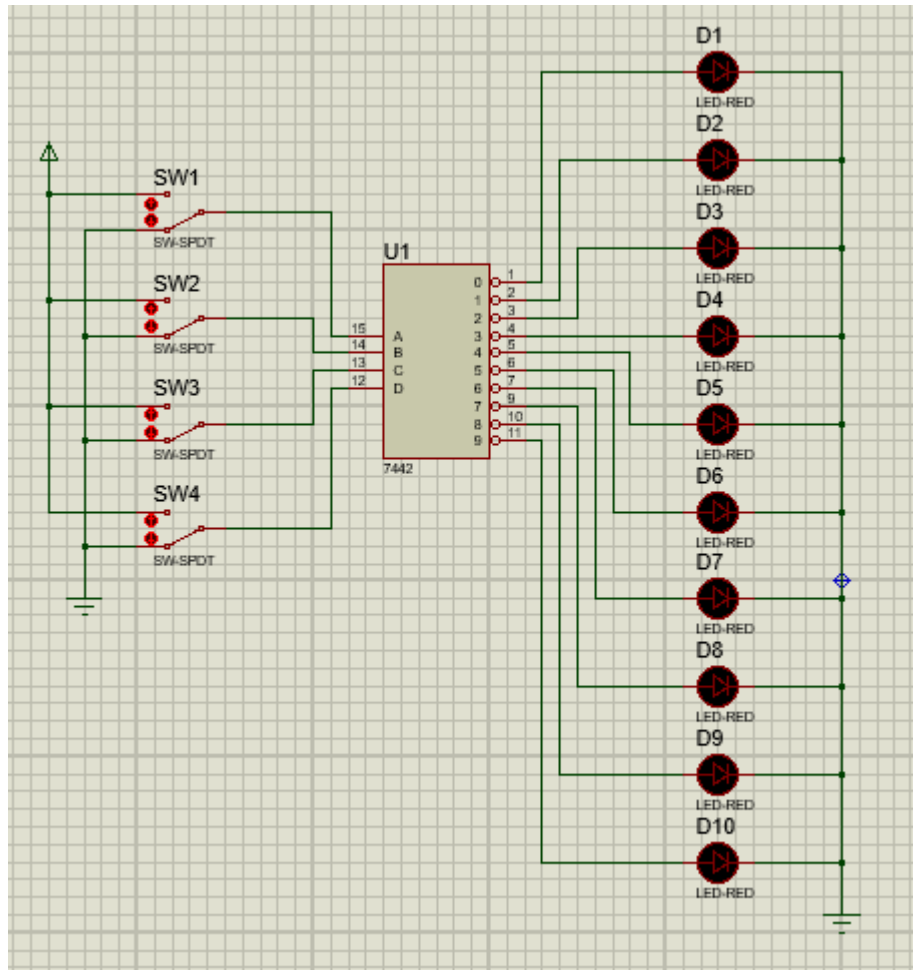 D1
LED-RED
D2
LED-RED
D3
LED-RED
D4
LED-RED
D5
LED-RED
D6
LED-RED
D7
LED-RED
D8
LED-RED
D9
LED-RED
D10
LED-RED
SW1
SW-SPDT
SW2
SW-SPDT
SW3
SW-SPDT
SW4
SW-SPDT
U1
15 A
14 B
13 C
12 D
0 1
1 2
2 3
3 4
4 5
5 6
6 7
7 9
8 10
9 11
7442